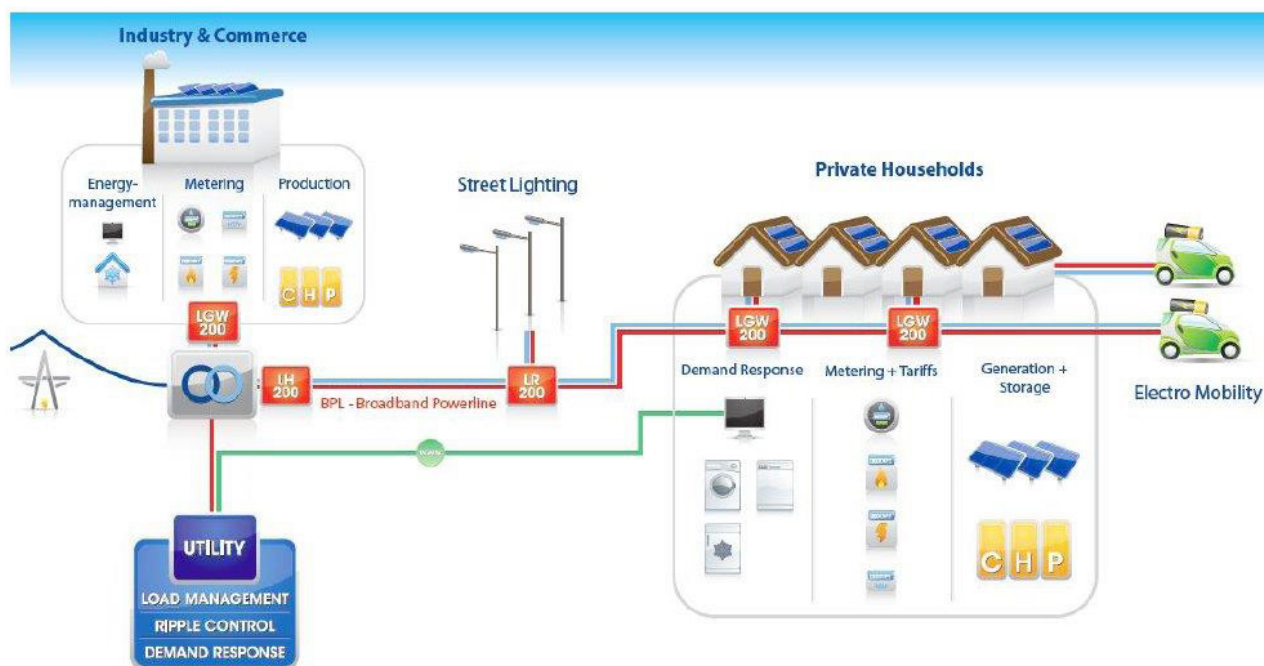 Industry & Commerce
Energy-
management
Metering
Production
C H P
LGW
200
Street Lighting
Private Households
LH
200
LR
200
BPL - Broadband Powerline
LGW
200
LGW
200
Demand Response
Metering + Tariffs
Generation +
Storage
Electro Mobility
C H P
UTILITY
LOAD MANAGEMENT
RIPPLE CONTROL
DEMAND RESPONSE